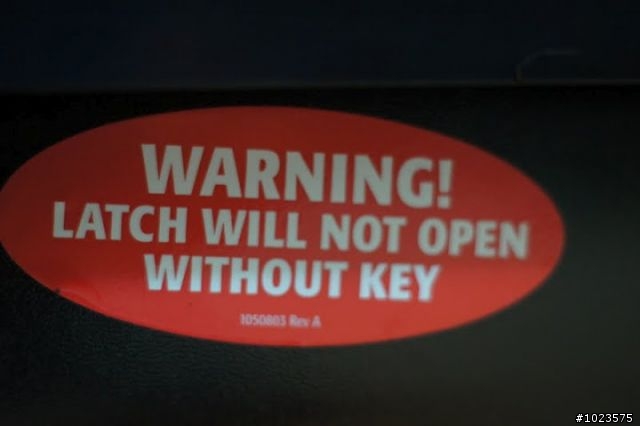 WARNING!
LATCH WILL NOT OPEN
WITHOUT KEY
1050803 Rev A
#1023575